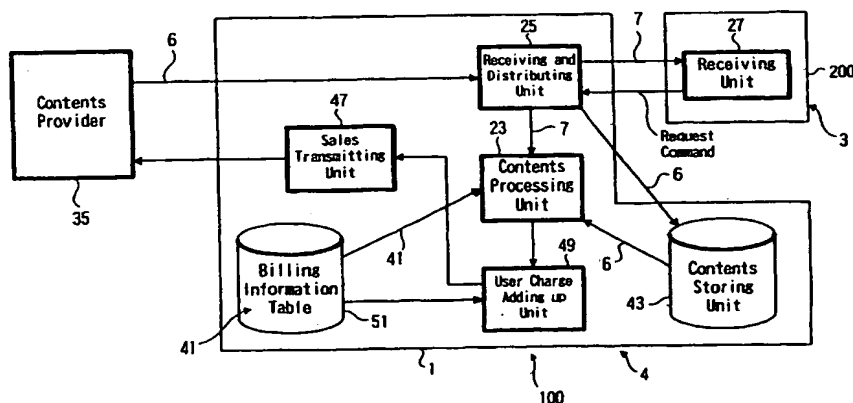 25
7
27
6
Receiving and
Distributing
Unit
Receiving
Unit
200
Contents
Provider
3
47
23
7
Request
Command
Sales
Transmitting
Unit
Contents
Processing
Unit
6
35
41
49
6
Billing
Information
Table
User Charge
Adding up
Unit
Contents
Storing
Unit
43
41
51
1
100
4